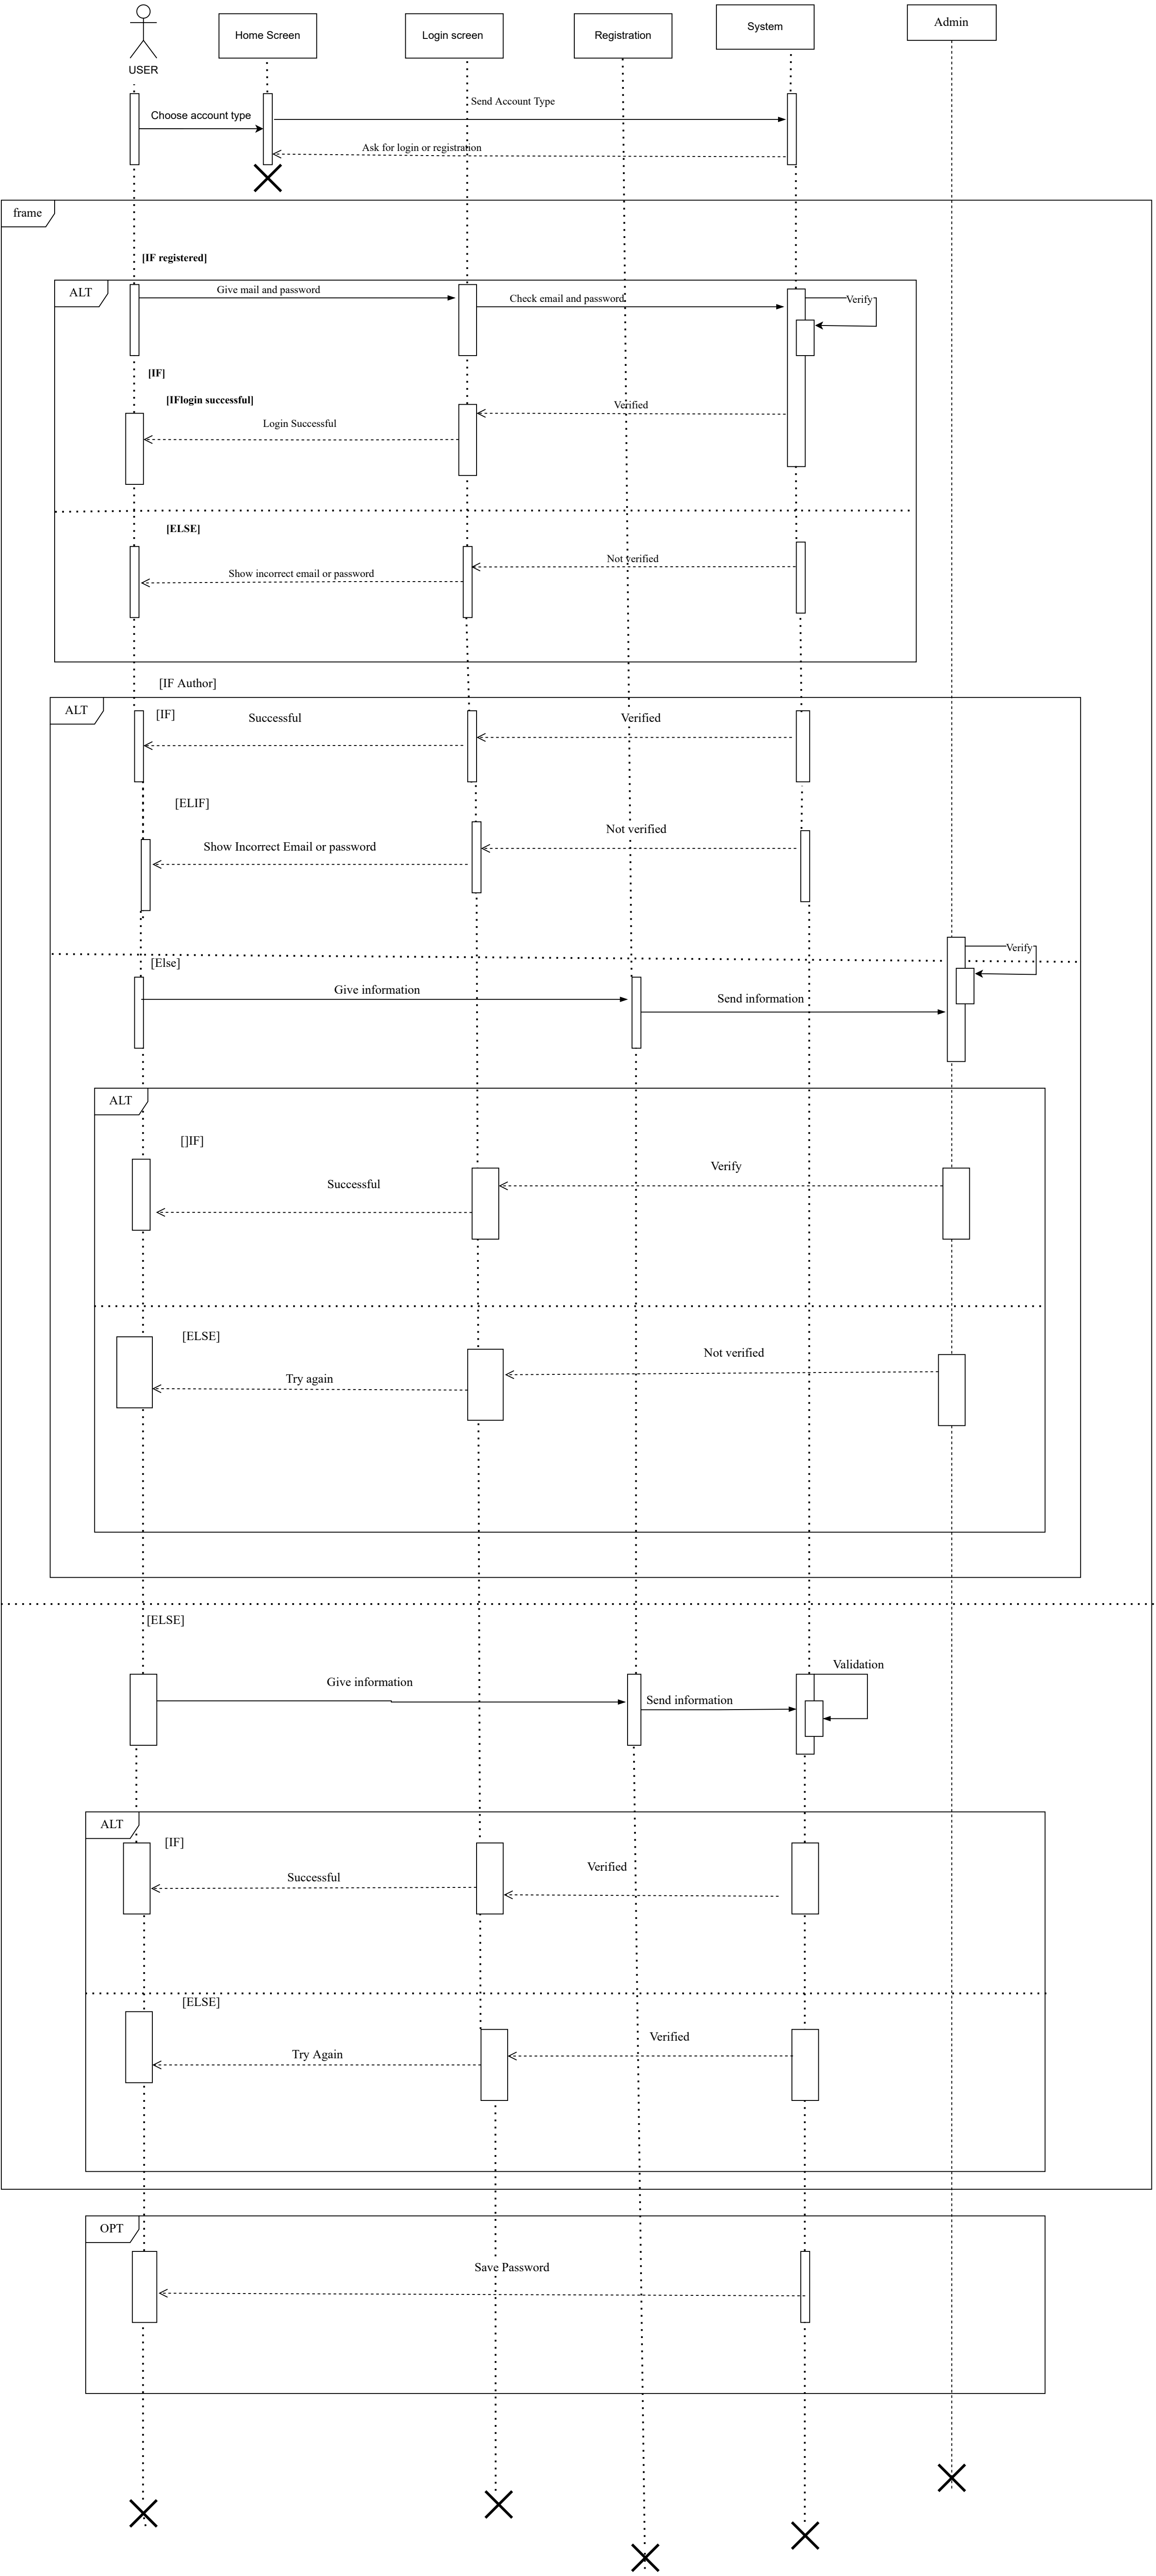 USER
Home Screen
Login screen
Registration
System
Admin
Choose account type
Send Account Type
Ask for login or registration
frame
[IF registered]
ALT
Give mail and password
Check email and password
Verify
[IF]
[IFlogin successful]
Verified
Login Successful
[ELSE]
Not verified
Show incorrect email or password
[IF Author]
ALT
[IF]
Successful
Verified
[ELIF]
Not verified
Show Incorrect Email or password
Verify
[Else]
Give information
Send information
ALT
[]IF]
Verify
Successful
[ELSE]
Not verified
Try again
[ELSE]
Validation
Give information
Send information
ALT
[IF]
Verified
Successful
[ELSE]
Verified
Try Again
OPT
Save Password